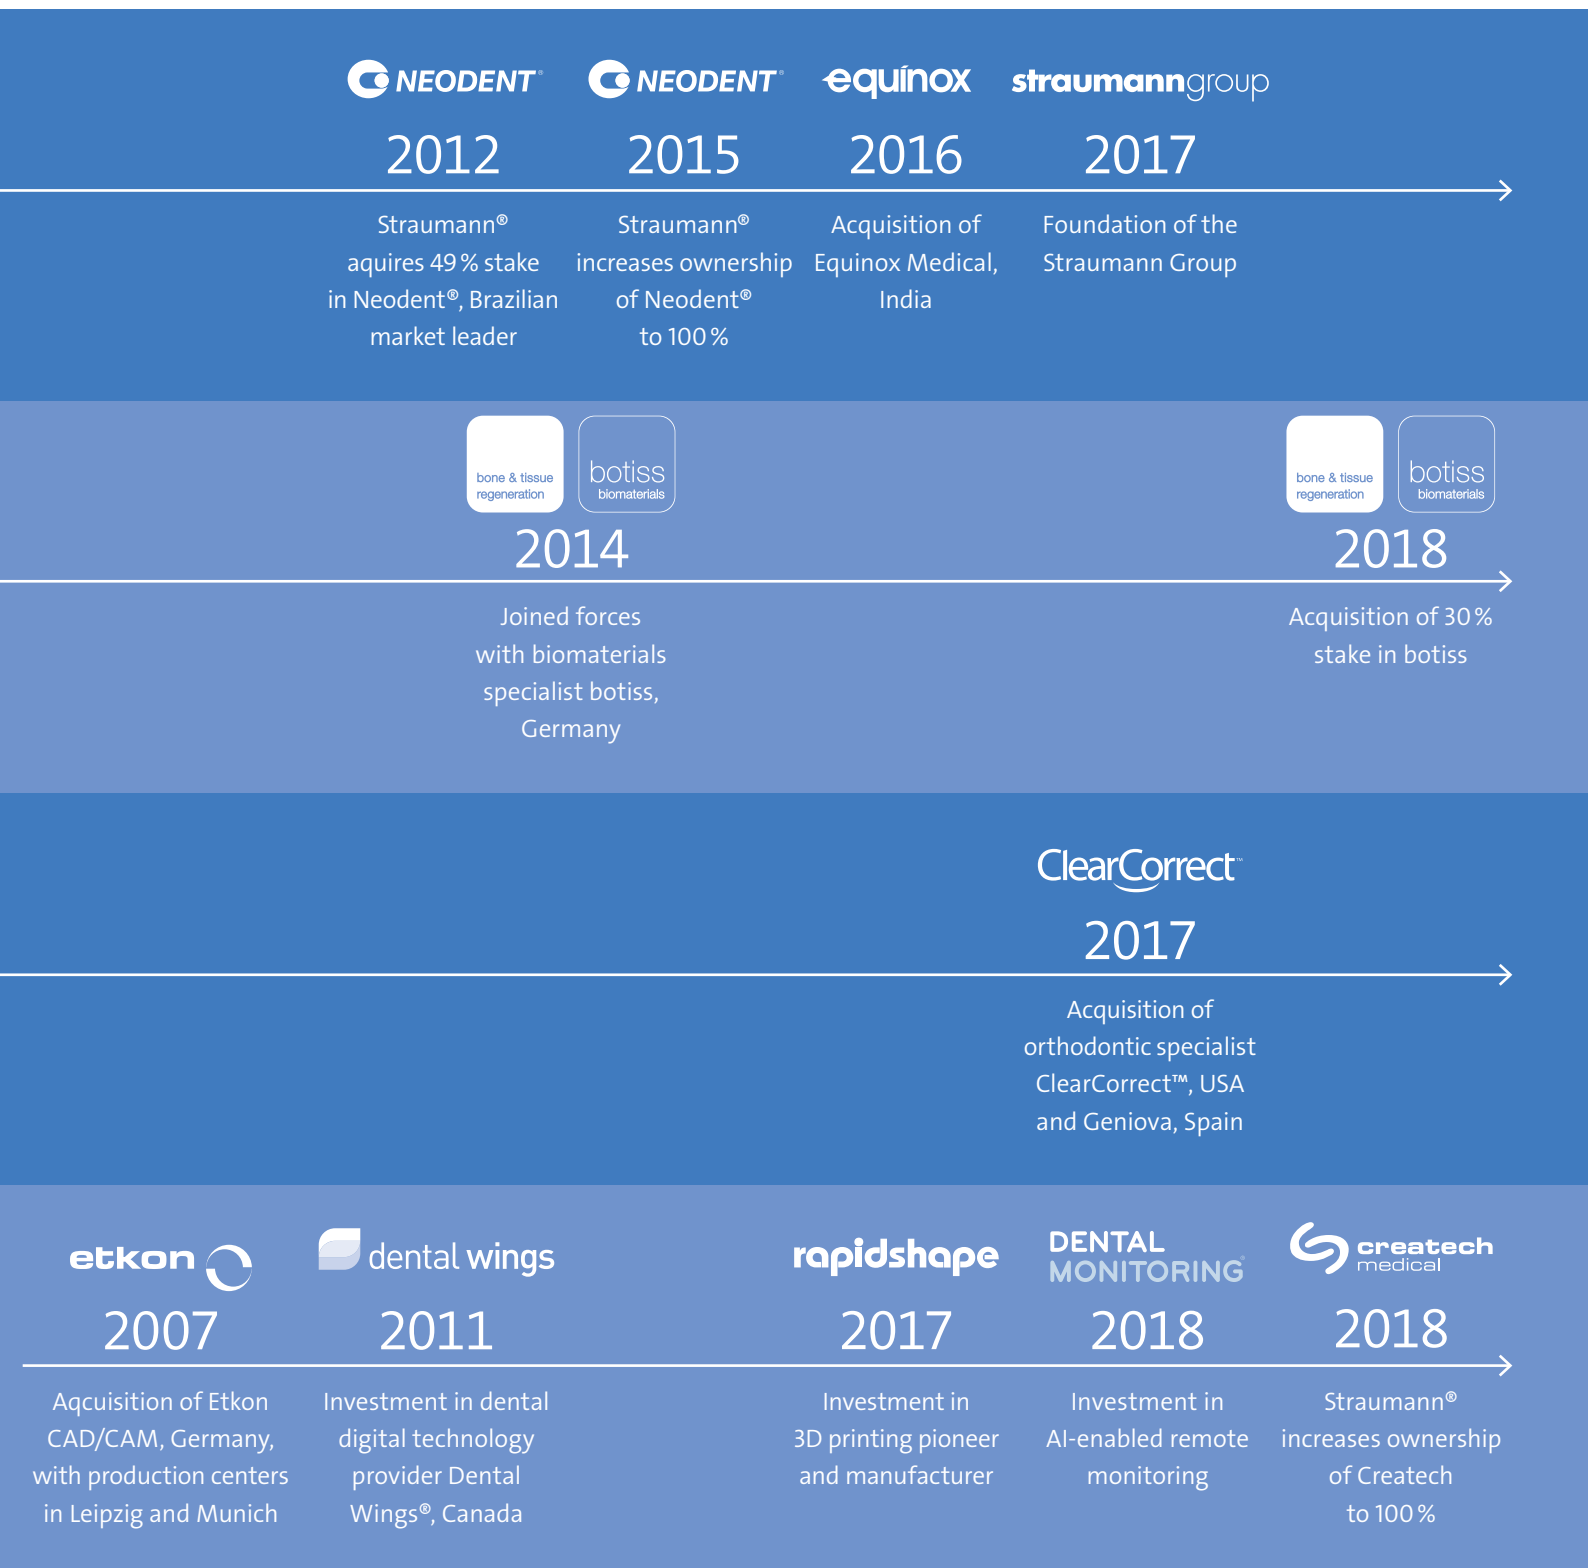 NEODENT®
2012
Straumann®
aquires 49 % stake
in Neodent®, Brazilian
market leader
NEODENT®
2015
Straumann®
increases ownership
of Neodent®
to 100 %
equinox
2016
Acquisition of
Equinox Medical,
India
straumanngroup
2017
Foundation of the
Straumann Group
bone & tissue
regeneration
botiss
biomaterials
2014
Joined forces
with biomaterials
specialist botiss,
Germany
bone & tissue
regeneration
botiss
biomaterials
2018
Acquisition of 30 %
stake in botiss
ClearCorrect™
2017
Acquisition of
orthodontic specialist
ClearCorrect™, USA
and Geniova, Spain
etkon
2007
Aqcuisition of Etkon
CAD/CAM, Germany,
with production centers
in Leipzig and Munich
dental wings
2011
Investment in dental
digital technology
provider Dental
Wings®, Canada
rapidshape
2017
Investment in
3D printing pioneer
and manufacturer
DENTAL
MONITORING®
2018
Investment in
AI-enabled remote
monitoring
createch
medical
2018
Straumann®
increases ownership
of Createch
to 100 %